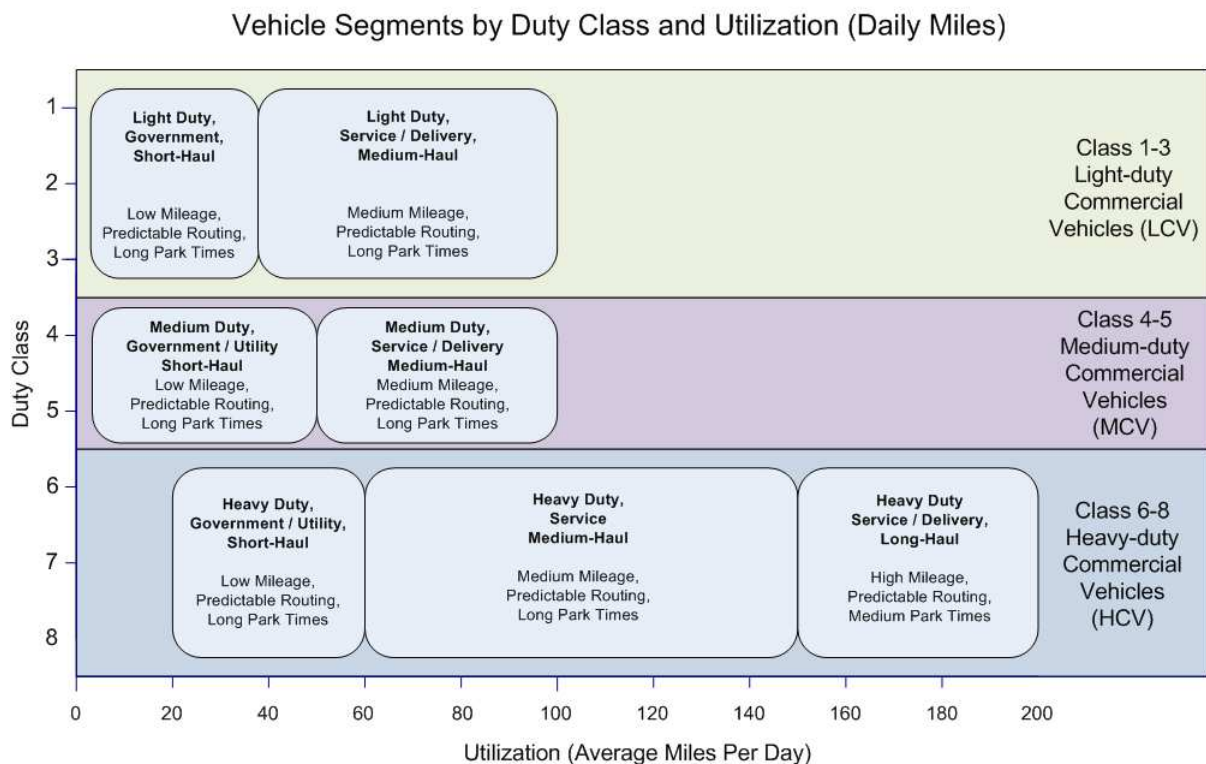 Vehicle Segments by Duty Class and Utilization (Daily Miles)
Duty Class
1
2
3
4
5
6
7
8
Light Duty,
Government,
Short-Haul
Low Mileage,
Predictable Routing,
Long Park Times
Light Duty,
Service / Delivery,
Medium-Haul
Medium Mileage,
Predictable Routing,
Long Park Times
Class 1-3
Light-duty
Commercial
Vehicles (LCV)
Medium Duty,
Government / Utility
Short-Haul
Low Mileage,
Predictable Routing,
Long Park Times
Medium Duty,
Service / Delivery
Medium-Haul
Medium Mileage,
Predictable Routing,
Long Park Times
Class 4-5
Medium-duty
Commercial
Vehicles
(MCV)
Heavy Duty,
Government / Utility,
Short-Haul
Low Mileage,
Predictable Routing,
Long Park Times
Heavy Duty,
Service
Medium-Haul
Medium Mileage,
Predictable Routing,
Long Park Times
Heavy Duty
Service / Delivery,
Long-Haul
High Mileage,
Predictable Routing,
Medium Park Times
Class 6-8
Heavy-duty
Commercial
Vehicles
(HCV)
0 20 40 60 80 100 120 140 160 180 200
Utilization (Average Miles Per Day)